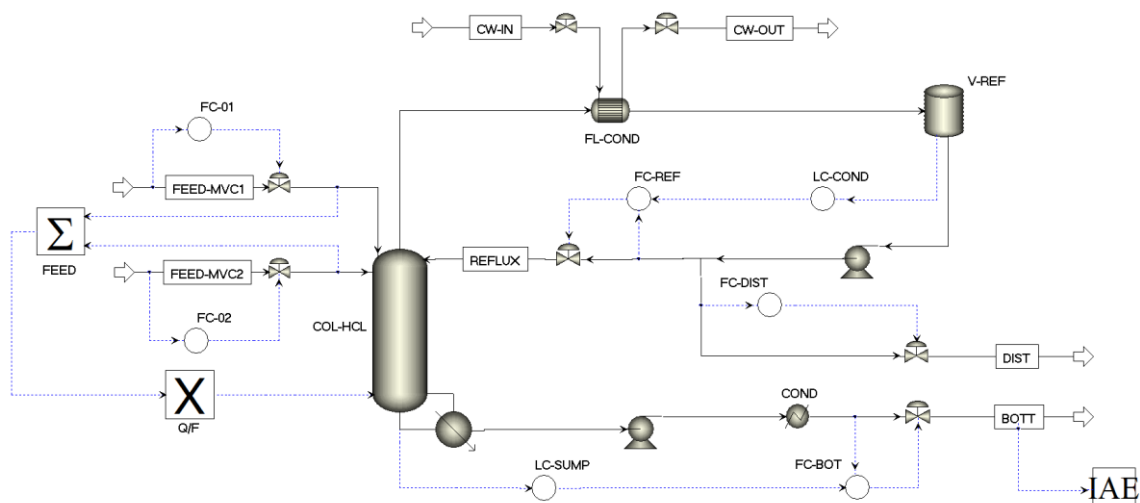 CW-IN
CW-OUT
V-REF
FC-01
FL-COND
FC-REF
LC-COND
FEED-MVC1
Σ
FEED
REFLUX
FEED-MVC2
FC-DIST
FC-02
COL-HCL
DIST
X
Q/F
COND
BOTT
LC-SUMP
FC-BOT
IAE